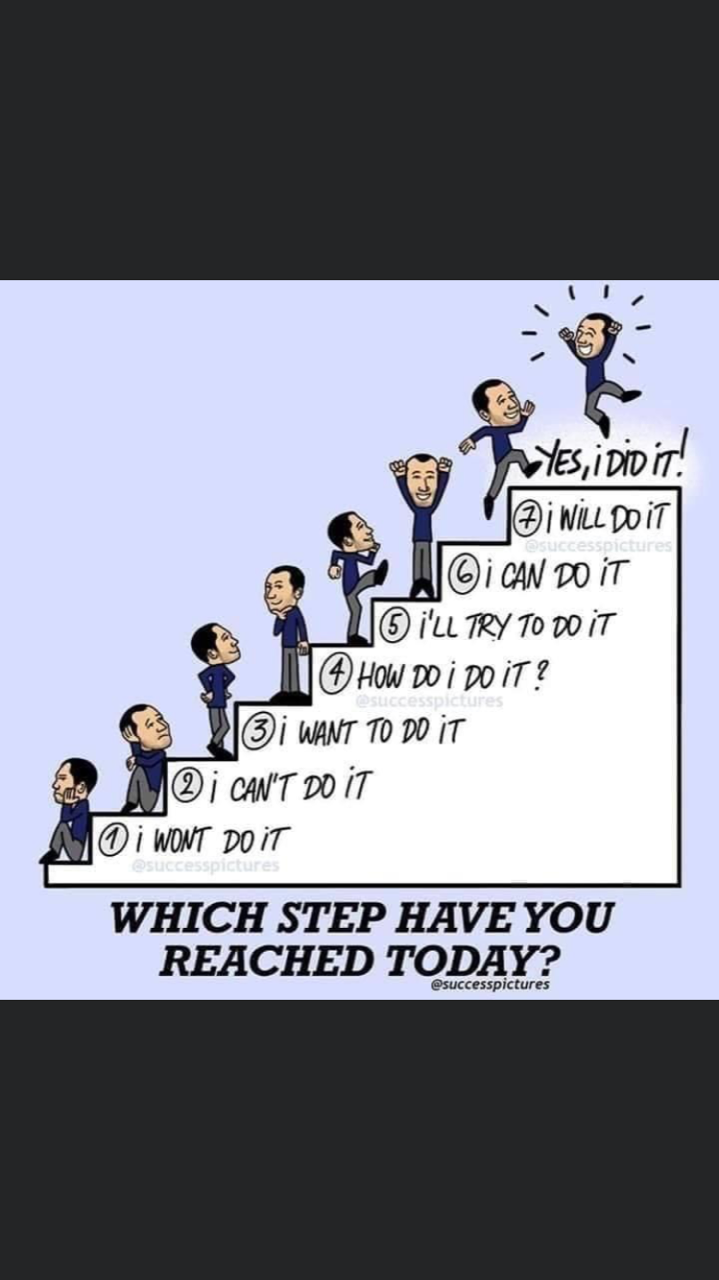 YES, i DiD iT!
7 i WiLL DO iT
@successpictures
6 i CAN DO iT
5 i'LL TRY TO DO iT
4 HOW DO i DO iT?
@successpictures
3 i WANT TO DO iT
2 i CAN'T DO iT
1 i WONT DO iT
@successpictures
WHICH STEP HAVE YOU
REACHED TODAY?
@successpictures